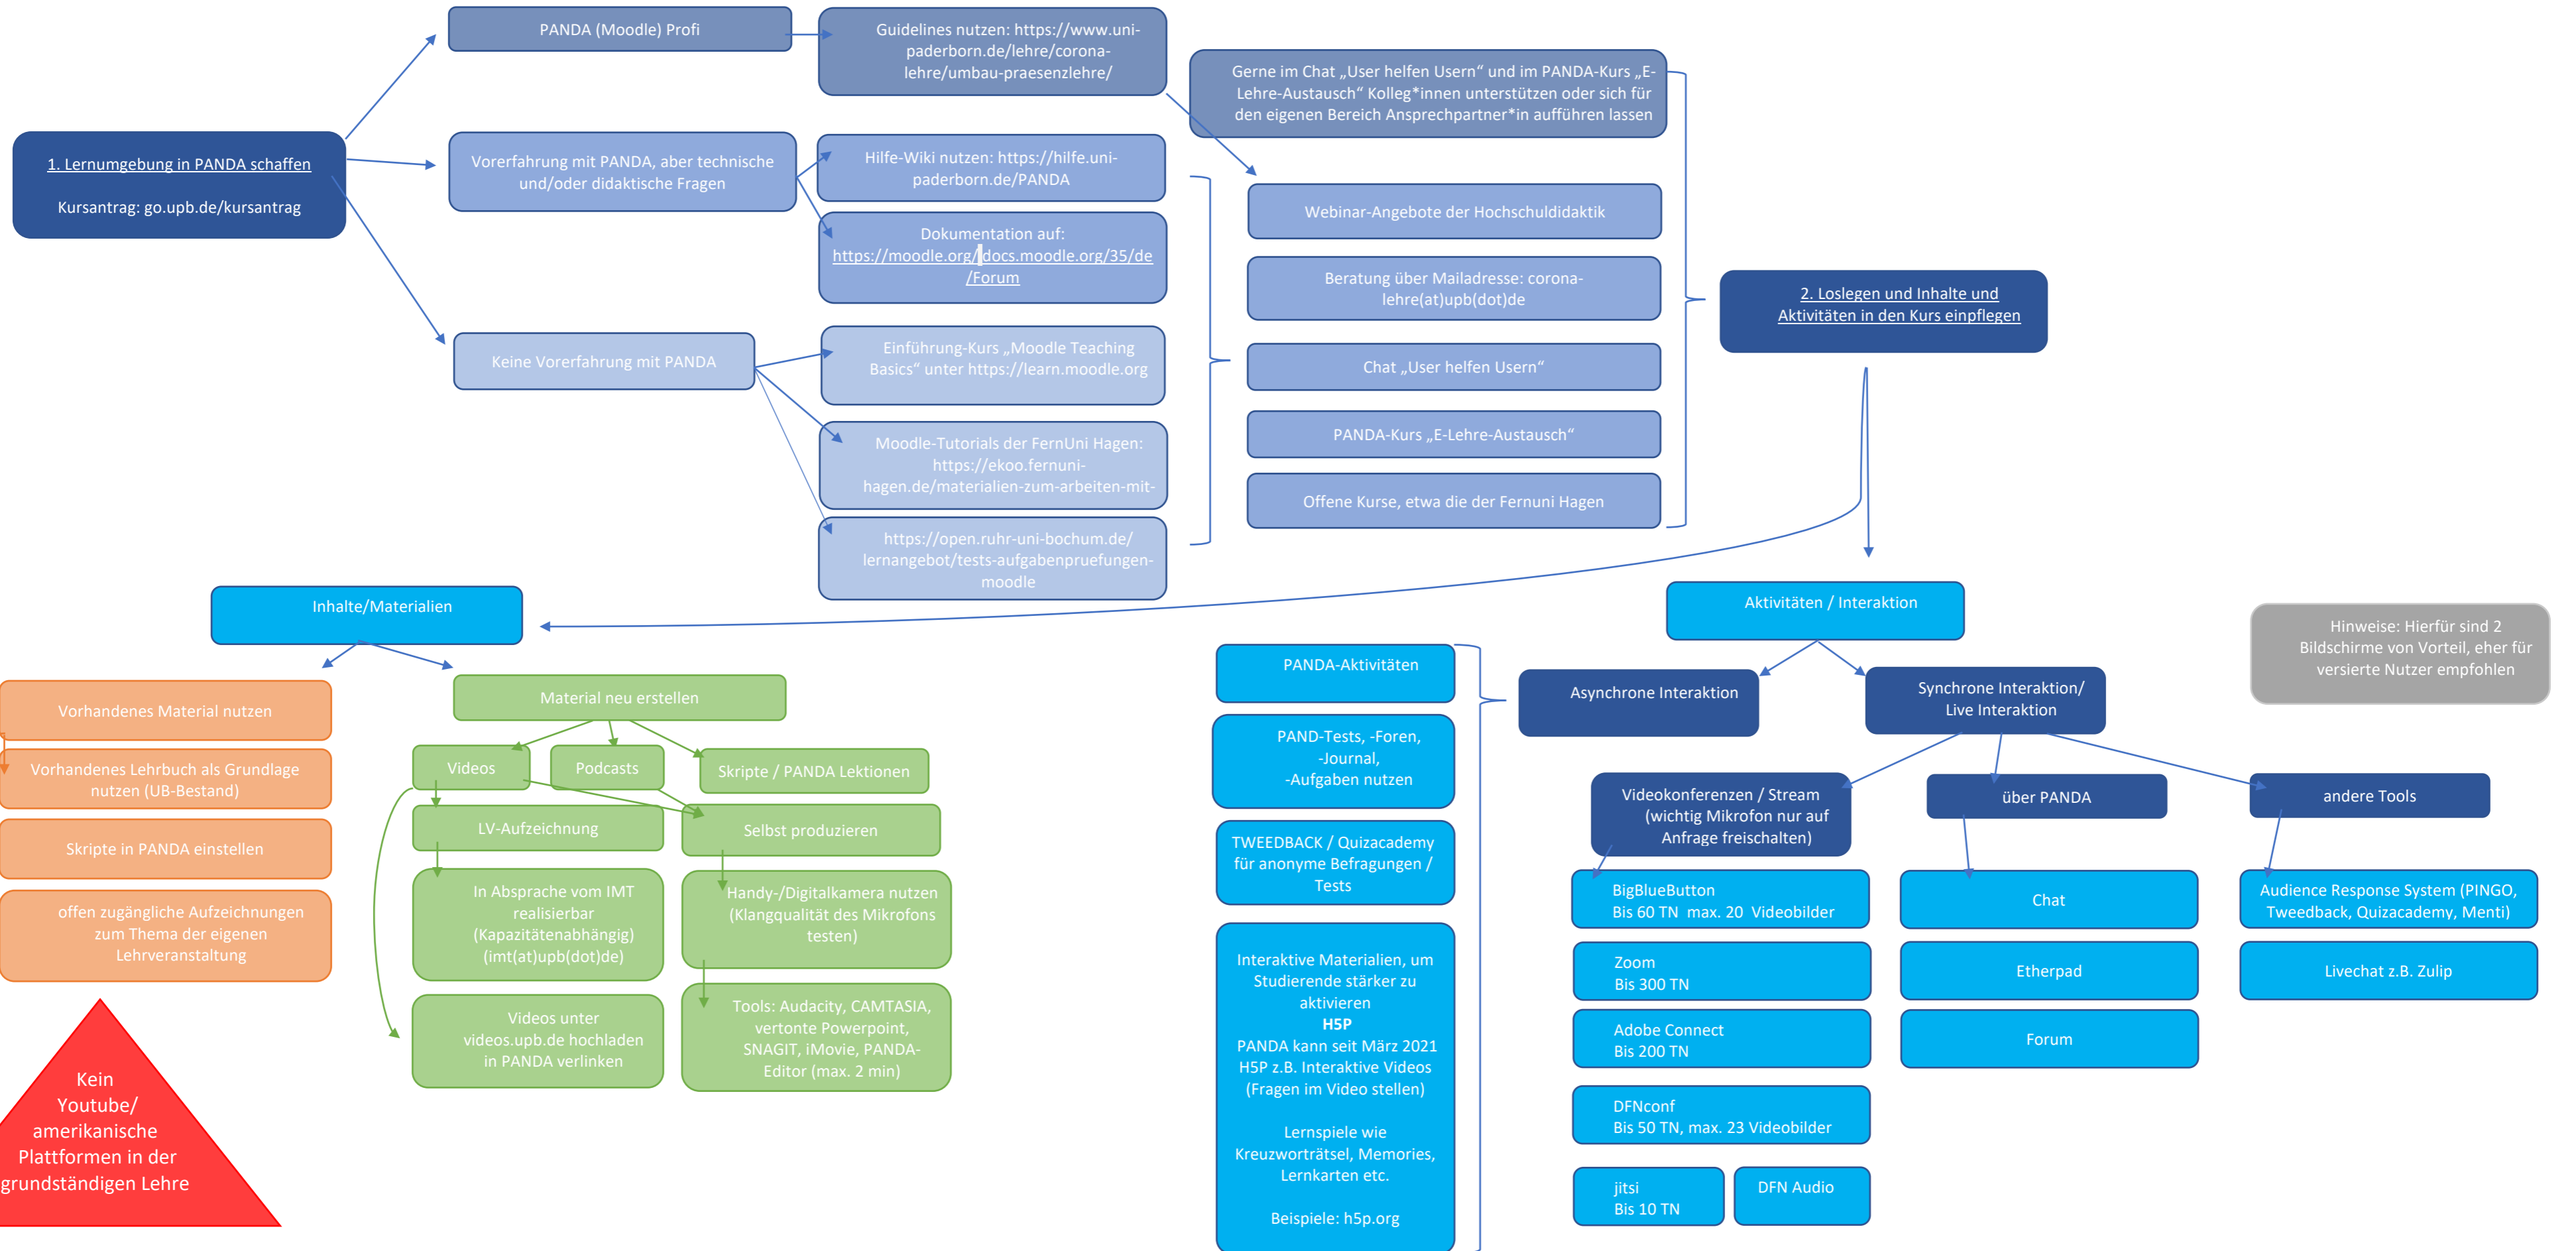 PANDA (Moodle) Profi
Guidelines nutzen: https://www.uni-
paderborn.de/lehre/corona-
lehre/umbau-praesenzlehre/
Gerne im Chat „User helfen Usern“ und im PANDA-Kurs „E-
Lehre-Austausch“ Kolleg*innen unterstützen oder sich für
den eigenen Bereich Ansprechpartner*in aufführen lassen
1. Lernumgebung in PANDA schaffen
Kursantrag: go.upb.de/kursantrag
Vorerfahrung mit PANDA, aber technische
und/oder didaktische Fragen
Hilfe-Wiki nutzen: https://hilfe.uni-
paderborn.de/PANDA
Dokumentation auf:
https://moodle.org/ docs.moodle.org/35/de
/Forum
Keine Vorerfahrung mit PANDA
Einführung-Kurs „Moodle Teaching
Basics“ unter https://learn.moodle.org
Moodle-Tutorials der FernUni Hagen:
https://ekoo.fernuni-
hagen.de/materialien-zum-arbeiten-mit-
https://open.ruhr-uni-bochum.de/
lernangebot/tests-aufgabenpruefungen-
moodle
Webinar-Angebote der Hochschuldidaktik
Beratung über Mailadresse: corona-
lehre(at)upb(dot)de
Chat „User helfen Usern“
PANDA-Kurs „E-Lehre-Austausch“
Offene Kurse, etwa die der Fernuni Hagen
2. Loslegen und Inhalte und
Aktivitäten in den Kurs einpflegen
Inhalte/Materialien
Vorhandenes Material nutzen
Vorhandenes Lehrbuch als Grundlage
nutzen (UB-Bestand)
Skripte in PANDA einstellen
offen zugängliche Aufzeichnungen
zum Thema der eigenen
Lehrveranstaltung
Kein
Youtube/
amerikanische
Plattformen in der
grundständigen Lehre
Material neu erstellen
Videos
Podcasts
Skripte / PANDA Lektionen
LV-Aufzeichnung
Selbst produzieren
In Absprache vom IMT
realisierbar
(Kapazitätenabhängig)
(imt(at)upb(dot)de)
Handy-/Digitalkamera nutzen
(Klangqualität des Mikrofons
testen)
Videos unter
videos.upb.de hochladen
in PANDA verlinken
Tools: Audacity, CAMTASIA,
vertonte Powerpoint,
SNAGIT, iMovie, PANDA-
Editor (max. 2 min)
Aktivitäten / Interaktion
Hinweise: Hierfür sind 2
Bildschirme von Vorteil, eher für
versierte Nutzer empfohlen
PANDA-Aktivitäten
PAND-Tests, -Foren,
-Journal,
-Aufgaben nutzen
TWEEDBACK / Quizacademy
für anonyme Befragungen /
Tests
Interaktive Materialien, um
Studierende stärker zu
aktivieren
H5P
PANDA kann seit März 2021
H5P z.B. Interaktive Videos
(Fragen im Video stellen)
Lernspiele wie
Kreuzworträtsel, Memories,
Lernkarten etc.
Beispiele: h5p.org
Asynchrone Interaktion
Synchrone Interaktion/
Live Interaktion
Videokonferenzen / Stream
(wichtig Mikrofon nur auf
Anfrage freischalten)
über PANDA
andere Tools
BigBlueButton
Bis 60 TN  max. 20  Videobilder
Zoom
Bis 300 TN
Adobe Connect
Bis 200 TN
DFNconf
Bis 50 TN, max. 23 Videobilder
jitsi
Bis 10 TN
DFN Audio
Chat
Etherpad
Forum
Audience Response System (PINGO,
Tweedback, Quizacademy, Menti)
Livechat z.B. Zulip